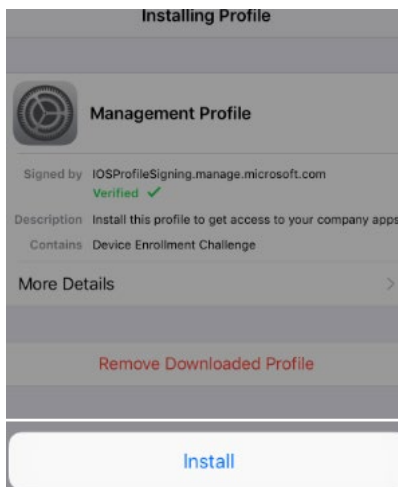 Installing Profile
Management Profile
Signed by IOSProfileSigning.manage.microsoft.com
Verified ✓
Description Install this profile to get access to your company apps
Contains Device Enrollment Challenge
More Details
Remove Downloaded Profile
Install